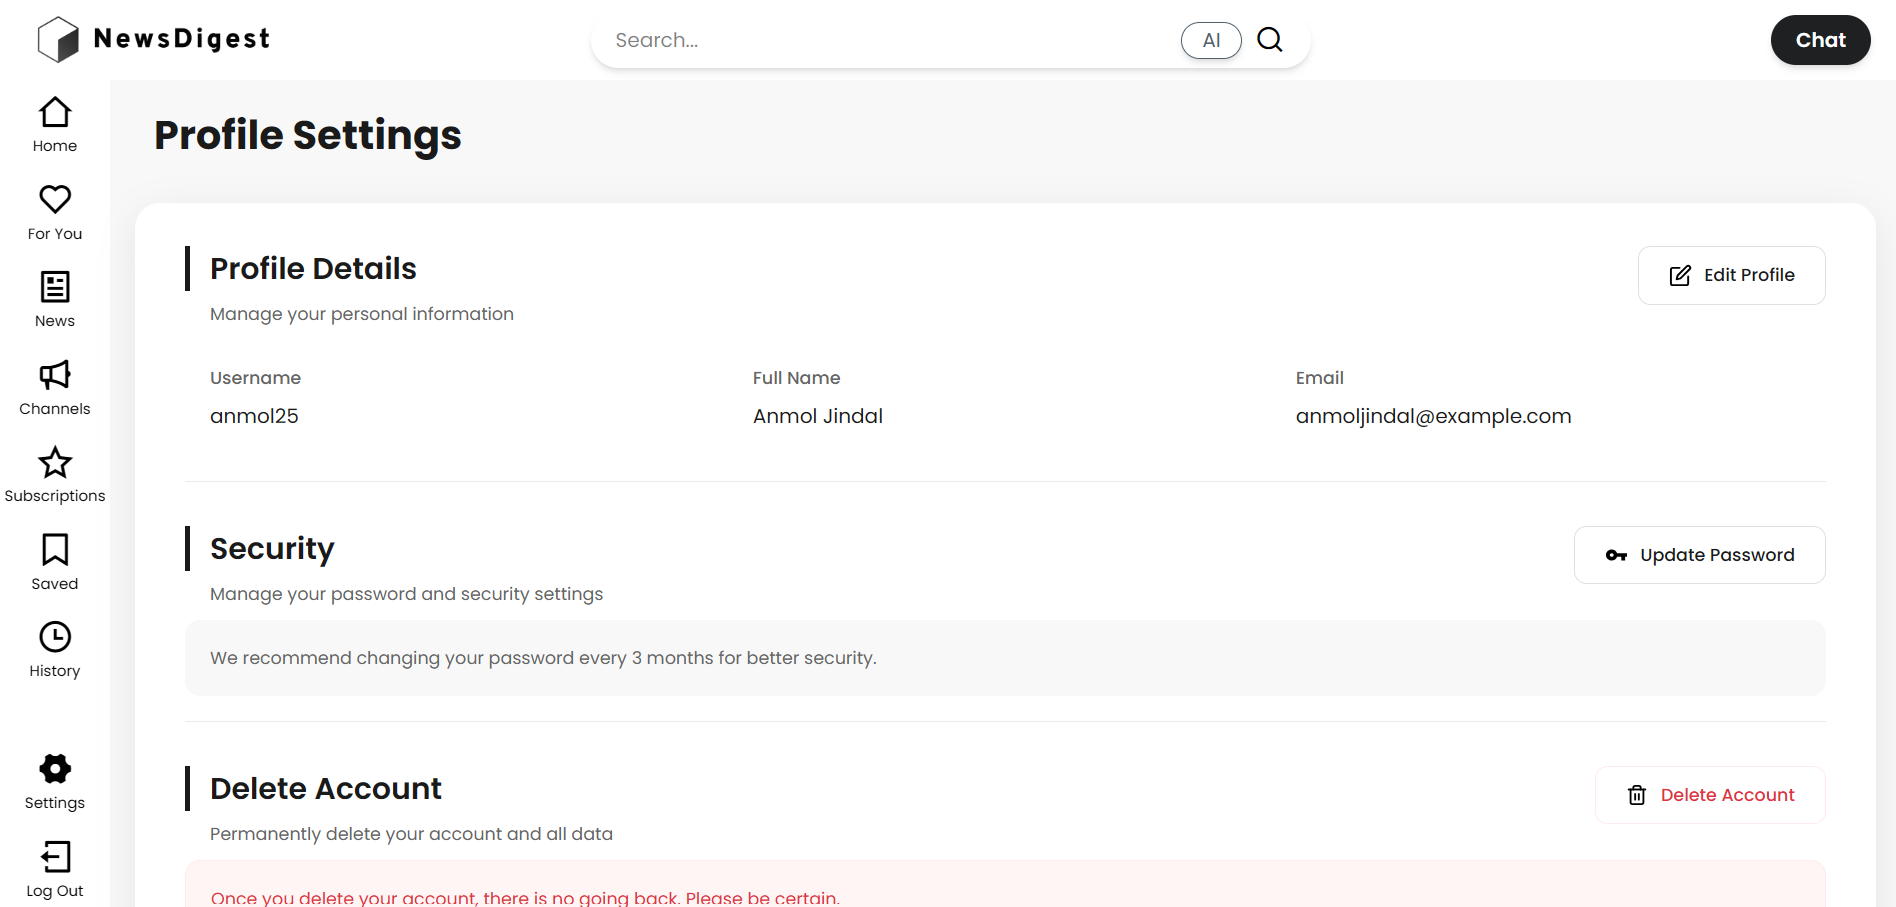 NewsDigest
Search...
AI
Chat
Home
For You
News
Channels
Subscriptions
Saved
History
Settings
Log Out
Profile Settings
Profile Details
Edit Profile
Manage your personal information
Username
Full Name
Email
anmol25
Anmol Jindal
anmoljindal@example.com
Security
Update Password
Manage your password and security settings
We recommend changing your password every 3 months for better security.
Delete Account
Delete Account
Permanently delete your account and all data
Once you delete your account, there is no going back. Please be certain.